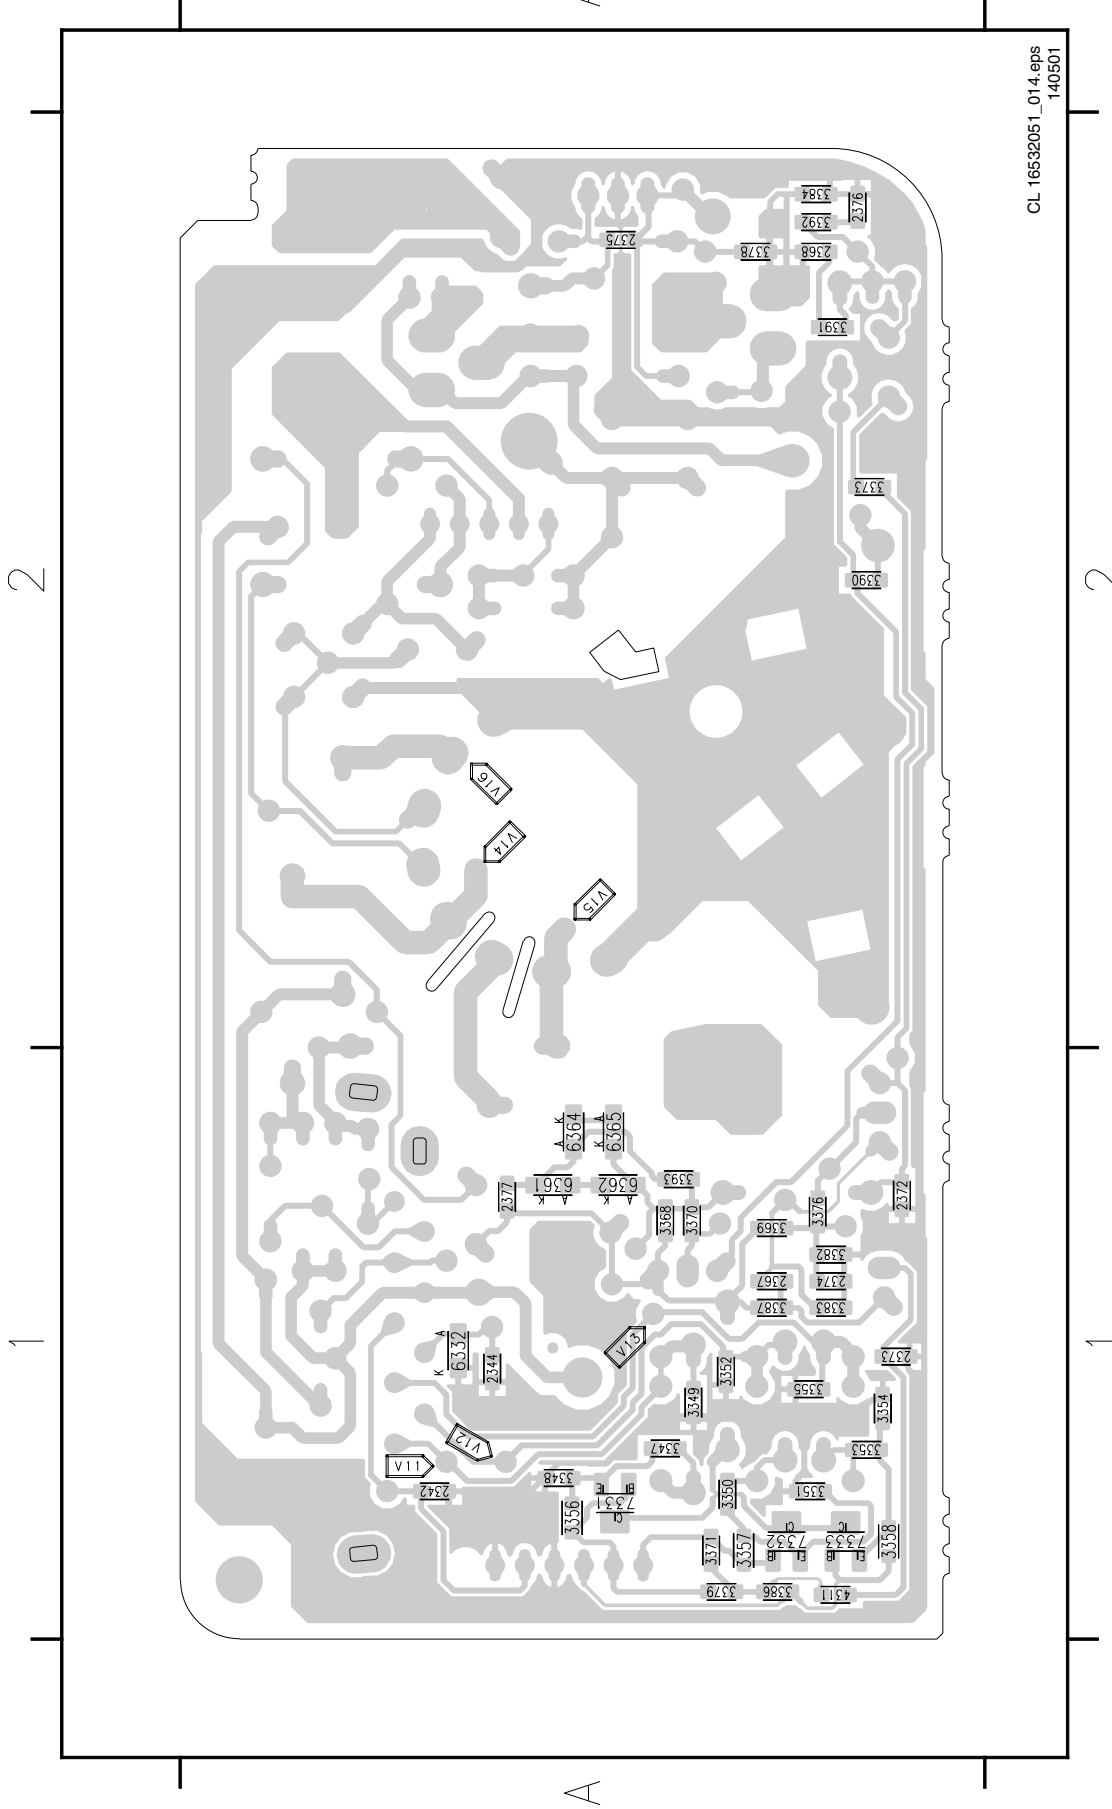 A
CL 16532051_014.eps
140501
3384
3392
2376
2375
3378
2368
3391
3373
2
2
3390
V16
V14
V15
K
A
A
K
6364
6365
3393
2377
6361
6362
K
A
K
A
2372
3368
3370
3376
3369
3382
2367
2374
3387
3383
1
1
A
K
6332
2344
V13
3352
2373
3355
3349
3354
V12
V11
3347
3353
3348
2342
3350
3351
E
B
7331
C
3356
3371
3357
C
7332
B
E
C
7333
B
E
3358
3379
3386
4311
A